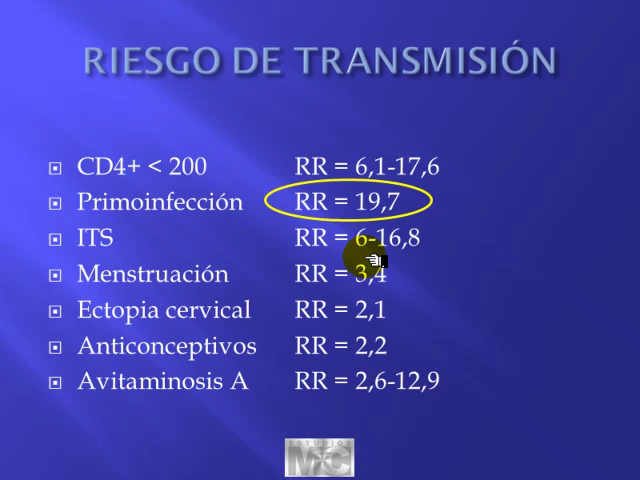 RIESGO DE TRANSMISIÓN
CD4+ < 200 RR = 6,1-17,6
Primoinfección RR = 19,7
ITS RR = 6-16,8
Menstruación RR = 3,4
Ectopia cervical RR = 2,1
Anticonceptivos RR = 2,2
Avitaminosis A RR = 2,6-12,9
ESTUDIOS
MC